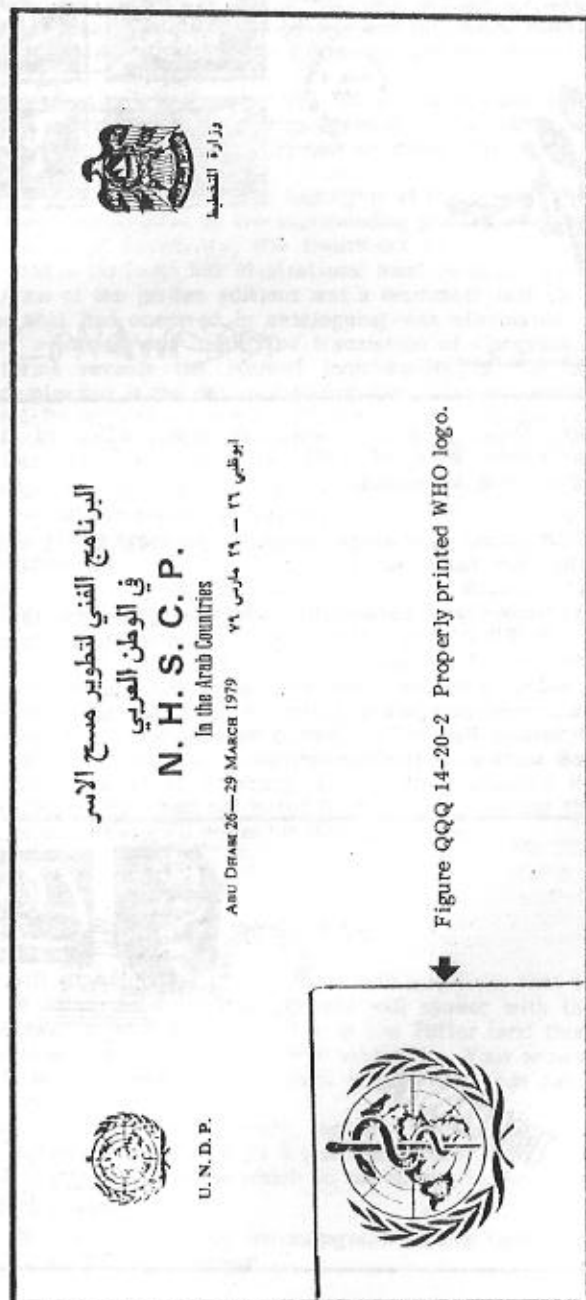 وزارة التخطيط
البرنامج الفني لتطوير مسح الاسر
في الوطن العربي
N. H. S. C. P.
In the Arab Countries
ABU DHABI 26—29 MARCH 1979
ابوظبي ٢٦ — ٢٩ مارس ٧٩
U. N. D. P.
Figure QQQ 14-20-2 Properly printed WHO logo.